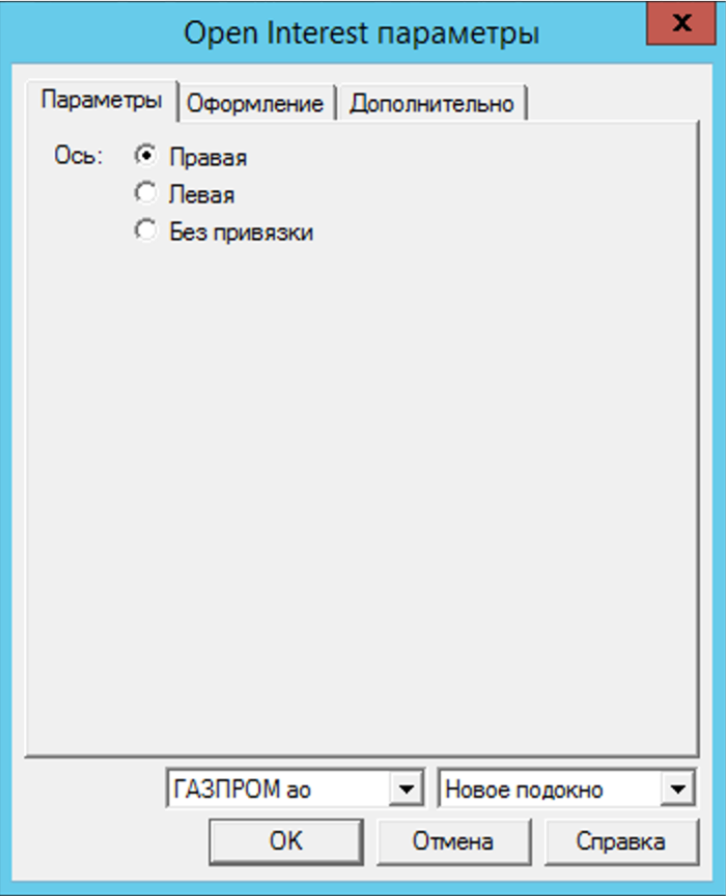 Open Interest параметры
x
Параметры Оформление Дополнительно
Ось: Правая
Левая
Без привязки
ГАЗПРОМ ао Новое подокно
OK Отмена Справка